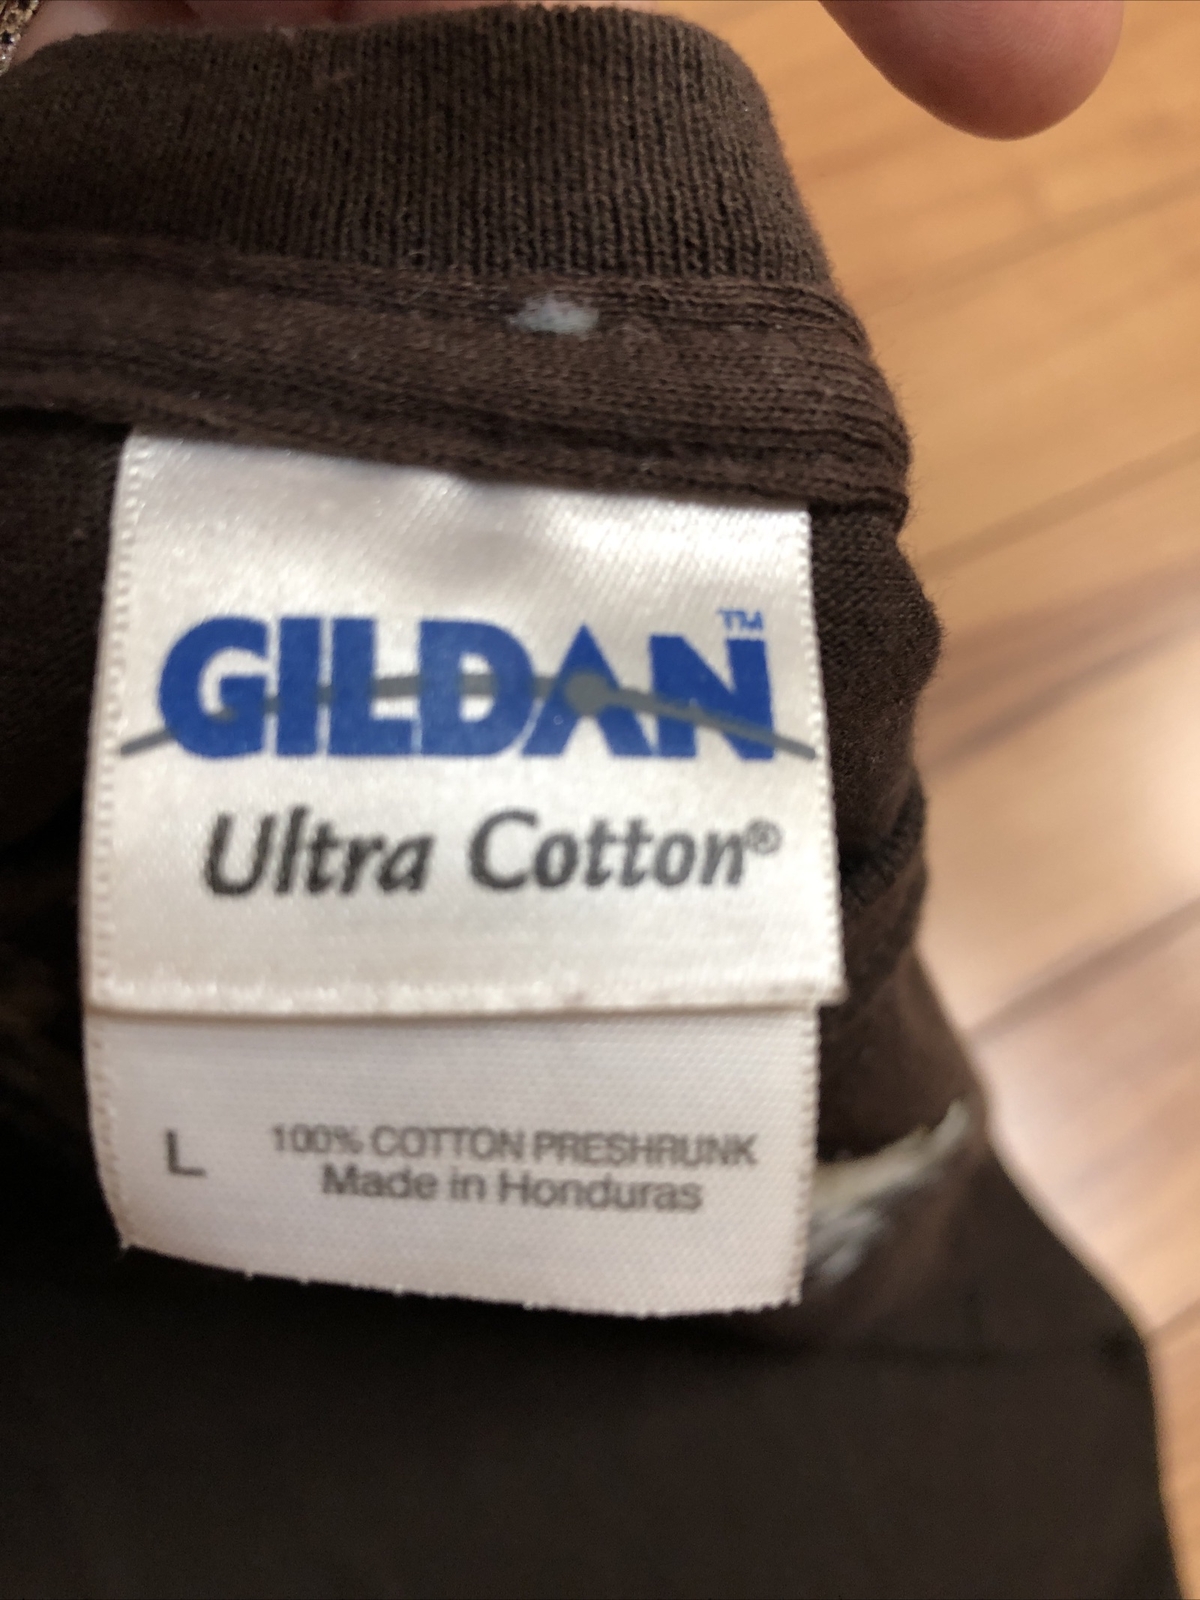 GILDAN™
Ultra Cotton®
L 100% COTTON PRESHRUNK
Made in Honduras